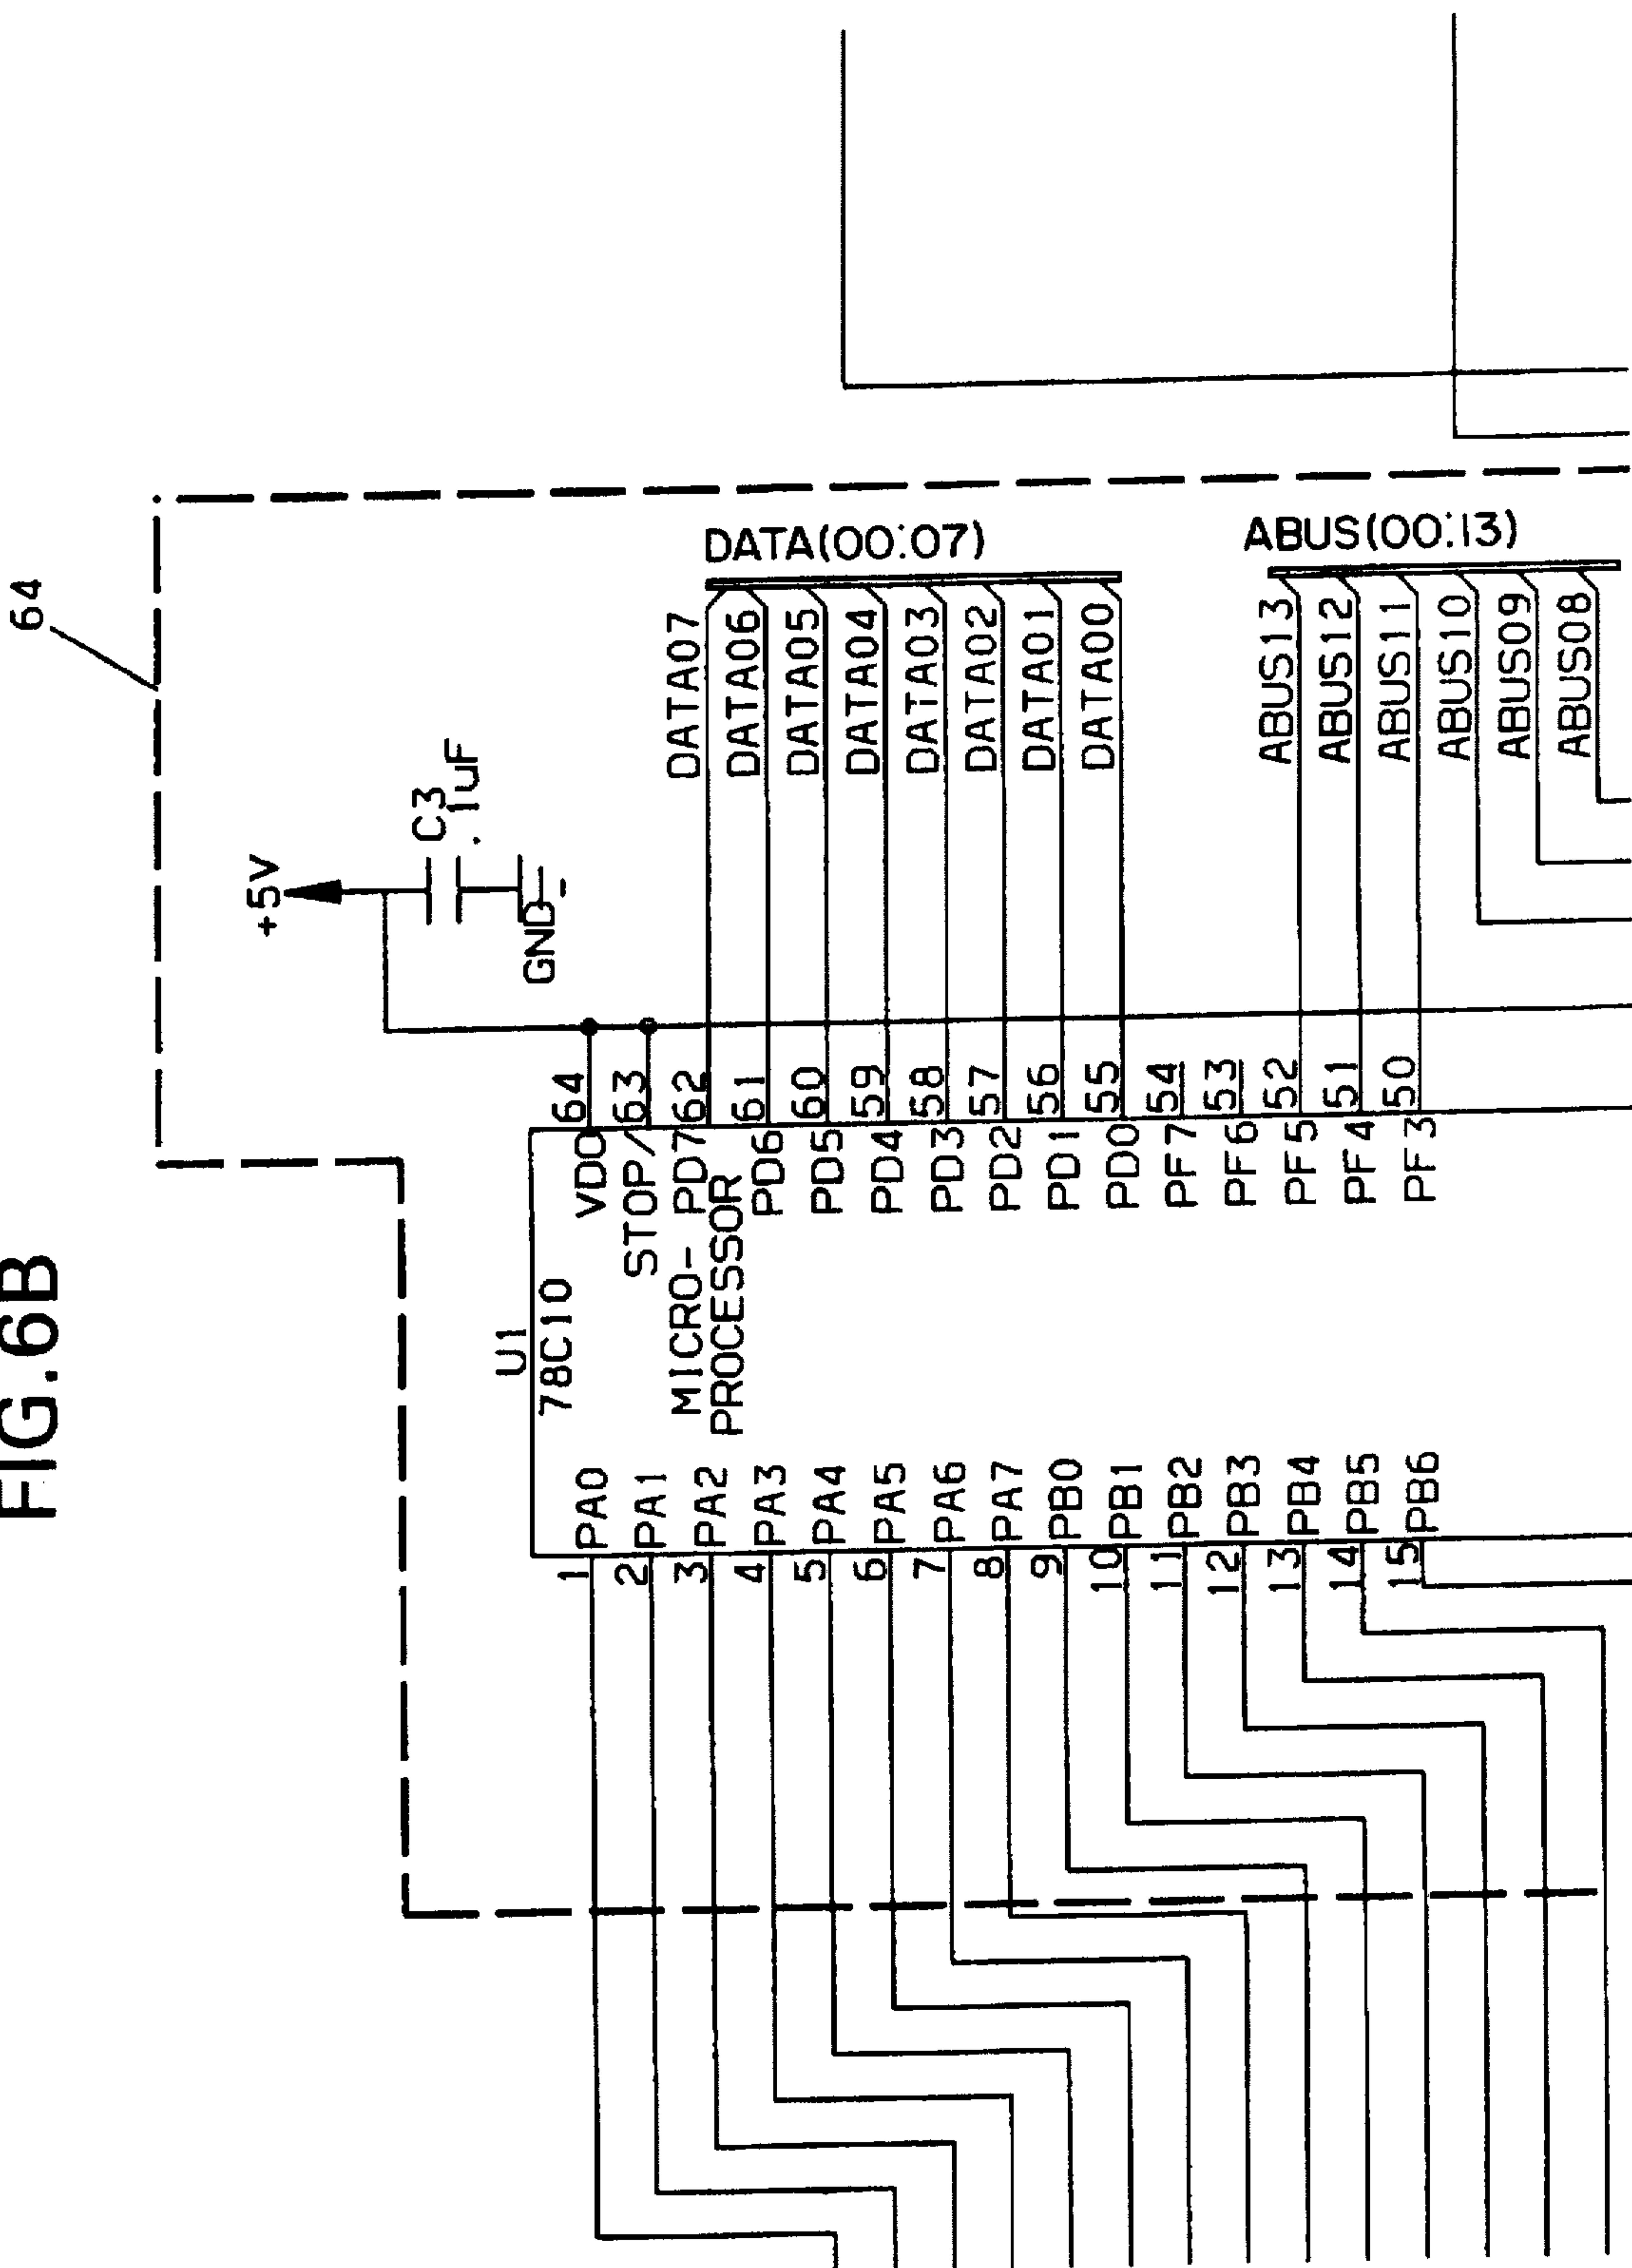 FIG.6B
64
+5V
C3
.1uF
GND
U1
78C10
MICRO-
PROCESSOR
1 PA0
2 PA1
3 PA2
4 PA3
5 PA4
6 PA5
7 PA6
8 PA7
9 PB0
10 PB1
11 PB2
12 PB3
13 PB4
14 PB5
15 PB6
VDD 64
STOP/ 63
PD7 62 DATA07
PD6 61 DATA06
PD5 60 DATA05
PD4 59 DATA04
PD3 58 DATA03
PD2 57 DATA02
PD1 56 DATA01
PD0 55 DATA00
PF7 54
PF6 53
PF5 52 ABUS13
PF4 51 ABUS12
PF3 50 ABUS11
ABUS10
ABUS09
ABUS08
DATA(00:07)
ABUS(00:13)